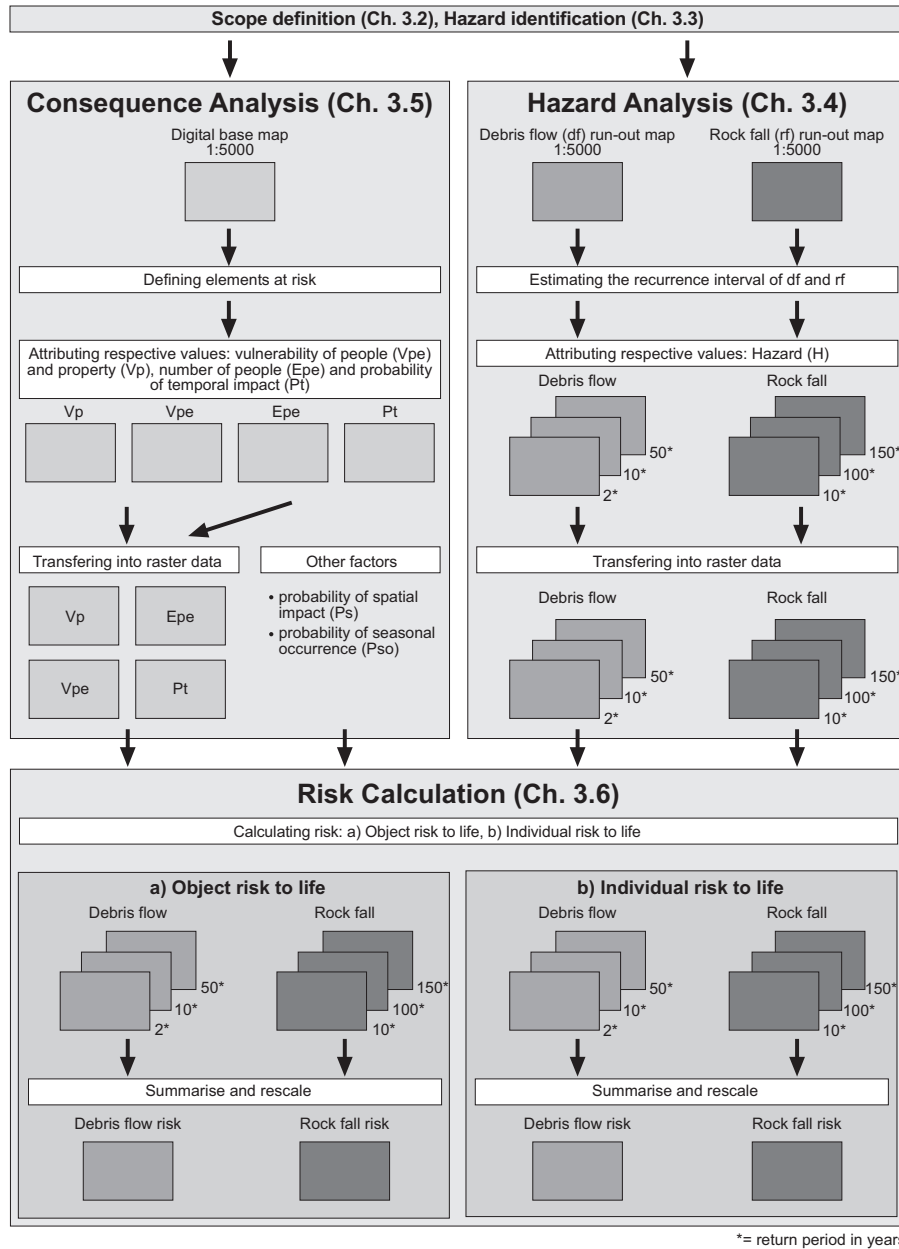 Scope definition (Ch. 3.2), Hazard identification (Ch. 3.3)
Consequence Analysis (Ch. 3.5)
Digital base map
1:5000
Defining elements at risk
Attributing respective values: vulnerability of people (Vpe)
and property (Vp), number of people (Epe) and probability
of temporal impact (Pt)
Vp Vpe Epe Pt
Transfering into raster data
Vp Epe
Vpe Pt
Other factors
• probability of spatial
impact (Ps)
• probability of seasonal
occurrence (Pso)
Hazard Analysis (Ch. 3.4)
Debris flow (df) run-out map
1:5000
Rock fall (rf) run-out map
1:5000
Estimating the recurrence interval of df and rf
Attributing respective values: Hazard (H)
Debris flow
50*
10*
2*
Rock fall
150*
100*
10*
Transfering into raster data
Debris flow
50*
10*
2*
Rock fall
150*
100*
10*
Risk Calculation (Ch. 3.6)
Calculating risk: a) Object risk to life, b) Individual risk to life
a) Object risk to life
Debris flow
50*
10*
2*
Rock fall
150*
100*
10*
Summarise and rescale
Debris flow risk
Rock fall risk
b) Individual risk to life
Debris flow
50*
10*
2*
Rock fall
150*
100*
10*
Summarise and rescale
Debris flow risk
Rock fall risk
*= return period in years